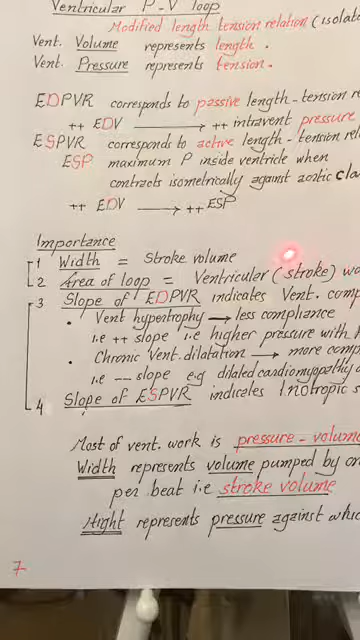 Ventricular P-V loop
Modified length tension relation (isolat
Vent. Volume represents length.
Vent. Pressure represents tension.
EDPVR corresponds to passive length-tension re
++ EDV → ++ intravent pressure
ESPVR corresponds to active length-tension rel
ESP maximum P inside ventricle when
contracts isometrically against aortic cla
++ EDV → ++ ESP
Importance
1 Width = Stroke volume
2 Area of loop = Ventricular (stroke) wo
3 Slope of EDPVR indicates Vent. comp
• Vent hypertrophy → less compliance
i.e ++ slope i.e higher pressure with
• Chronic Vent. dilatation → more comp
i.e -- slope e.g dilated cardiomyopathy
4 Slope of ESPVR indicates Inotropic s
Most of vent. work is pressure-volume
Width represents volume pumped by
per beat i.e stroke volume
Hight represents pressure against whic
7